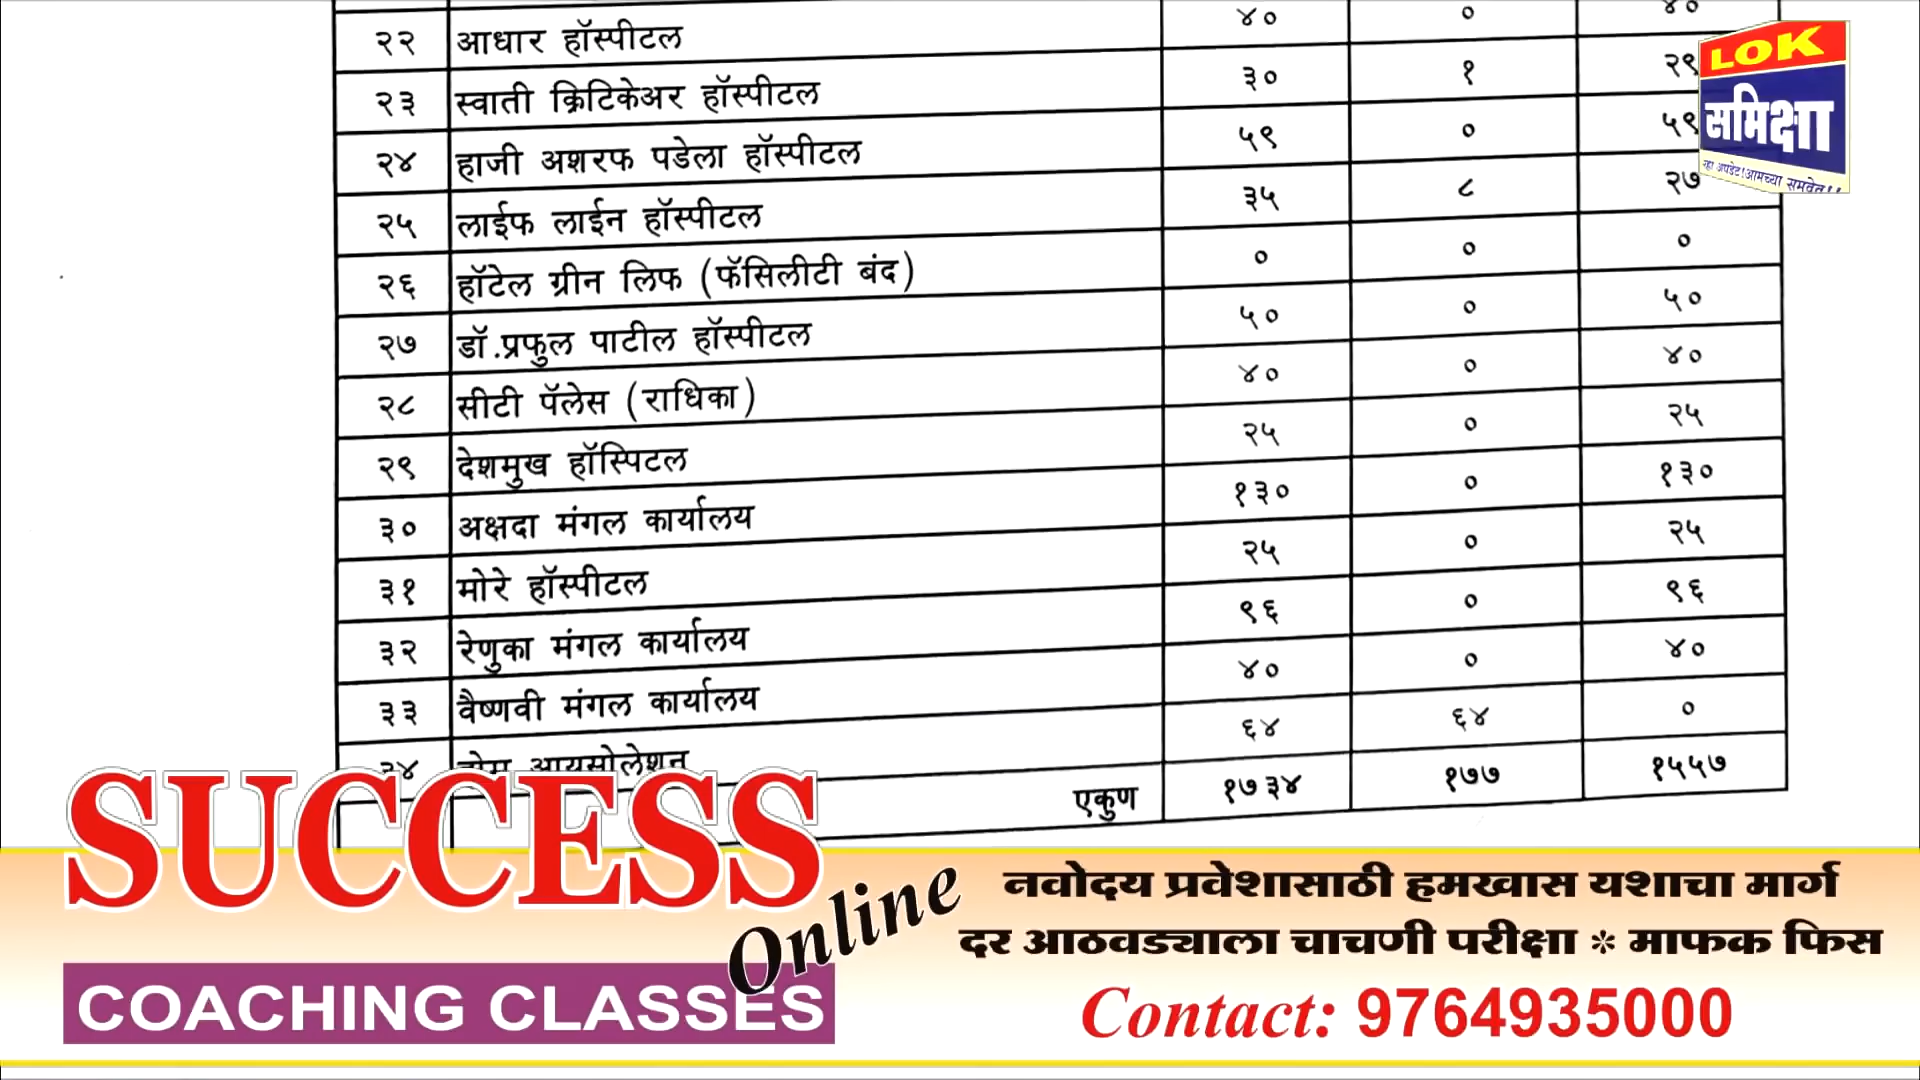 २२ आधार हॉस्पीटल ४० ० ४०
२३ स्वाती क्रिटिकेअर हॉस्पीटल ३० १ २९
२४ हाजी अशरफ पडेला हॉस्पीटल ५९ ० ५९
२५ लाईफ लाईन हॉस्पीटल ३५ ८ २७
२६ हॉटेल ग्रीन लिफ (फॅसिलीटी बंद) ० ० ०
२७ डॉ.प्रफुल पाटील हॉस्पीटल ५० ० ५०
२८ सीटी पॅलेस (राधिका) ४० ० ४०
२९ देशमुख हॉस्पिटल २५ ० २५
३० अक्षदा मंगल कार्यालय १३० ० १३०
३१ मोरे हॉस्पीटल २५ ० २५
३२ रेणुका मंगल कार्यालय ९६ ० ९६
३३ वैष्णवी मंगल कार्यालय ४० ० ४०
३४ होम आयसोलेशन ६४ ६४ ०
एकुण १७३४ १७७ १५५७
LOK
समिक्षा
रहा अपडेट!आमच्या समवेत!!
SUCCESS
Online
COACHING CLASSES
नवोदय प्रवेशासाठी हमखास यशाचा मार्ग
दर आठवड्याला चाचणी परीक्षा * माफक फिस
Contact: 9764935000